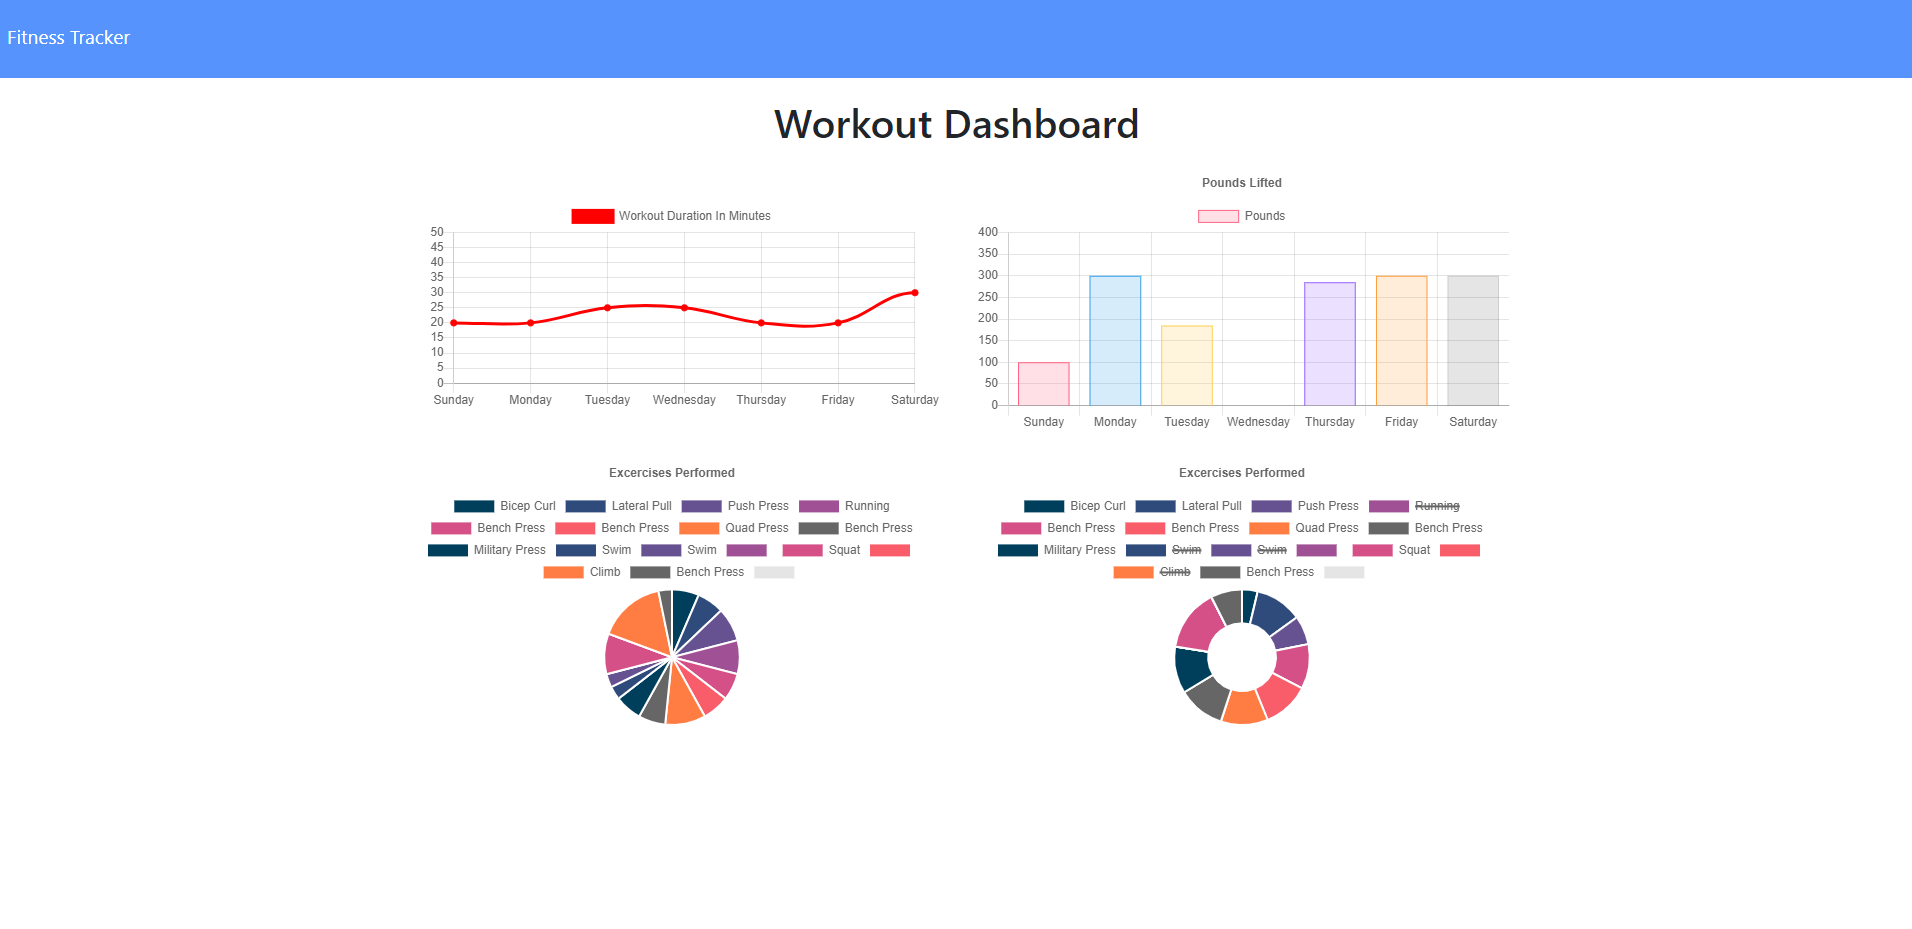 Fitness Tracker
Workout Dashboard
Workout Duration In Minutes
50
45
40
35
30
25
20
15
10
5
0
Sunday Monday Tuesday Wednesday Thursday Friday Saturday
Pounds Lifted
Pounds
400
350
300
250
200
150
100
50
0
Sunday Monday Tuesday Wednesday Thursday Friday Saturday
Excercises Performed
Bicep Curl Lateral Pull Push Press Running
Bench Press Bench Press Quad Press Bench Press
Military Press Swim Swim Squat
Climb Bench Press
Excercises Performed
Bicep Curl Lateral Pull Push Press Running
Bench Press Bench Press Quad Press Bench Press
Military Press Swim Swim Squat
Climb Bench Press